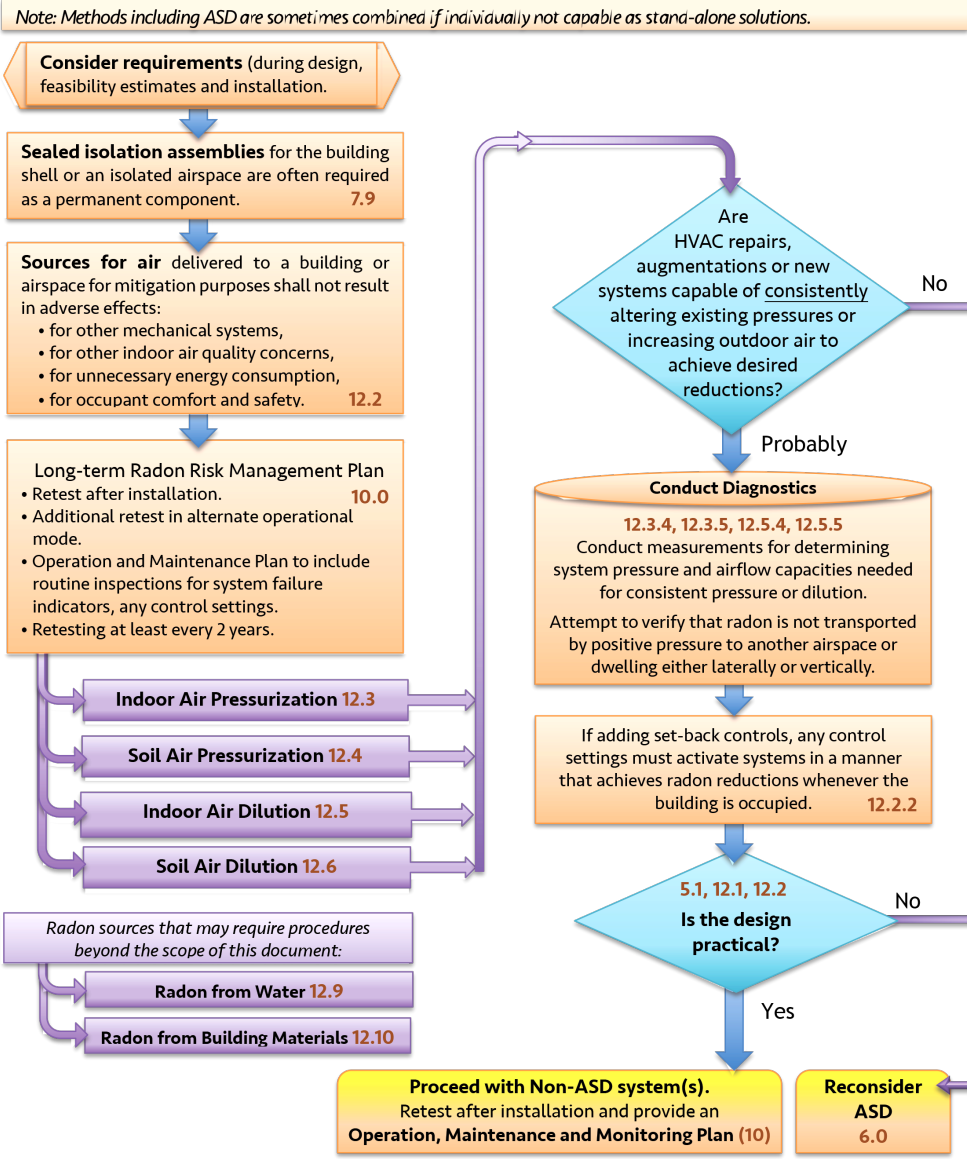 Note: Methods including ASD are sometimes combined if individually not capable as stand-alone solutions.
Consider requirements (during design,
feasibility estimates and installation.
Sealed isolation assemblies for the building
shell or an isolated airspace are often required
as a permanent component. 7.9
Sources for air delivered to a building or
airspace for mitigation purposes shall not result
in adverse effects:
• for other mechanical systems,
• for other indoor air quality concerns,
• for unnecessary energy consumption,
• for occupant comfort and safety. 12.2
Long-term Radon Risk Management Plan
• Retest after installation. 10.0
• Additional retest in alternate operational
mode.
• Operation and Maintenance Plan to include
routine inspections for system failure
indicators, any control settings.
• Retesting at least every 2 years.
Indoor Air Pressurization 12.3
Soil Air Pressurization 12.4
Indoor Air Dilution 12.5
Soil Air Dilution 12.6
Radon sources that may require procedures
beyond the scope of this document:
Radon from Water 12.9
Radon from Building Materials 12.10
Are
HVAC repairs,
augmentations or new
systems capable of consistently
altering existing pressures or
increasing outdoor air to
achieve desired
reductions?
No
Probably
Conduct Diagnostics
12.3.4, 12.3.5, 12.5.4, 12.5.5
Conduct measurements for determining
system pressure and airflow capacities needed
for consistent pressure or dilution.
Attempt to verify that radon is not transported
by positive pressure to another airspace or
dwelling either laterally or vertically.
If adding set-back controls, any control
settings must activate systems in a manner
that achieves radon reductions whenever the
building is occupied. 12.2.2
5.1, 12.1, 12.2
Is the design
practical?
No
Yes
Proceed with Non-ASD system(s).
Retest after installation and provide an
Operation, Maintenance and Monitoring Plan (10)
Reconsider
ASD
6.0